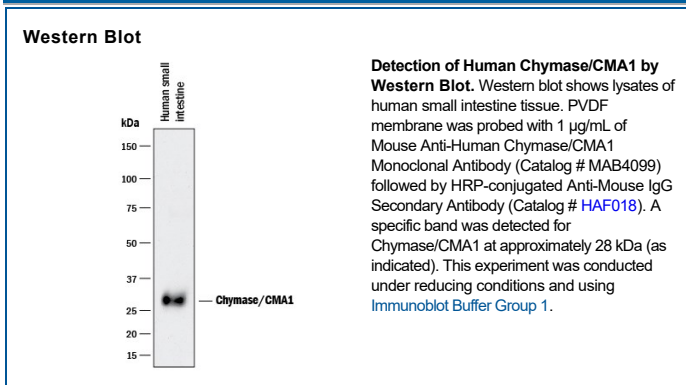 Western Blot
Human small
intestine
kDa
150
100
75
50
37
25
20
15
Chymase/CMA1
Detection of Human Chymase/CMA1 by
Western Blot. Western blot shows lysates of
human small intestine tissue. PVDF
membrane was probed with 1 µg/mL of
Mouse Anti-Human Chymase/CMA1
Monoclonal Antibody (Catalog # MAB4099)
followed by HRP-conjugated Anti-Mouse IgG
Secondary Antibody (Catalog # HAF018). A
specific band was detected for
Chymase/CMA1 at approximately 28 kDa (as
indicated). This experiment was conducted
under reducing conditions and using
Immunoblot Buffer Group 1.